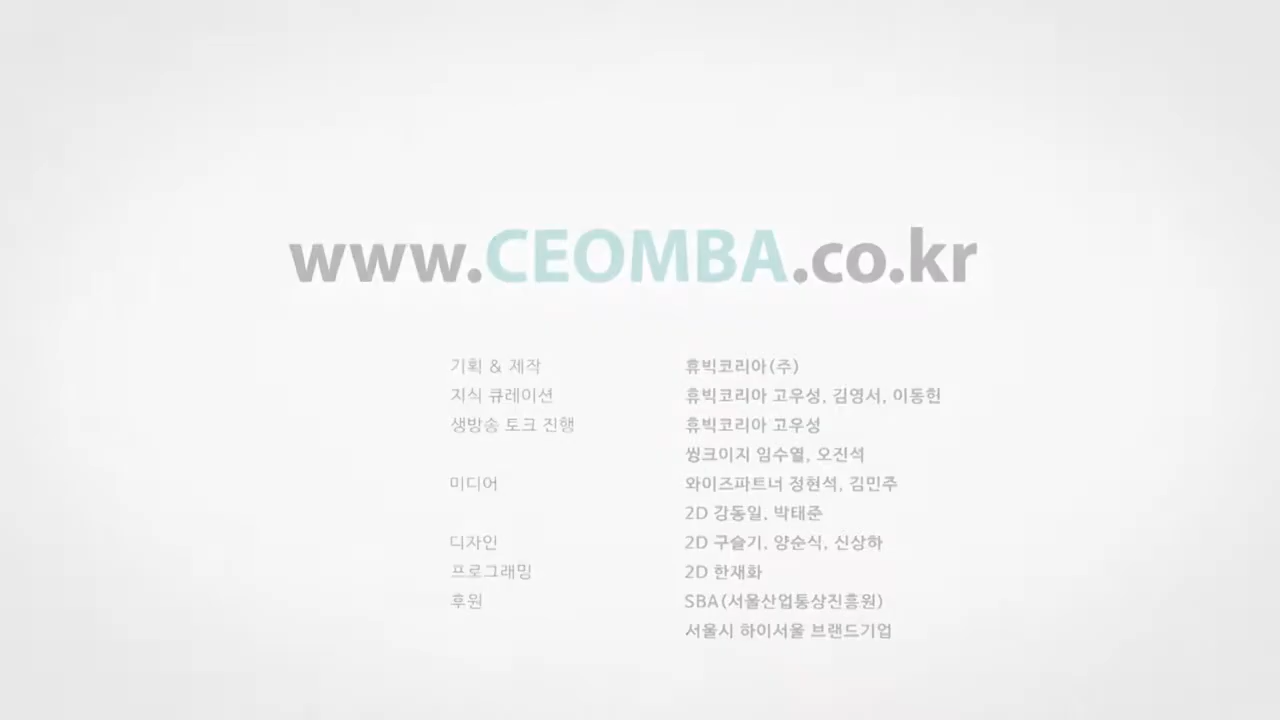 www.CEOMBA.co.kr
기획 & 제작 휴빅코리아(주)
지식 큐레이션 휴빅코리아 고우성, 김영서, 이동헌
생방송 토크 진행 휴빅코리아 고우성
씽크이지 임수열, 오진석
미디어 와이즈파트너 정현석, 김민주
2D 강동일, 박태준
디자인 2D 구슬기, 양순식, 신상하
프로그래밍 2D 한재화
후원 SBA(서울산업통상진흥원)
서울시 하이서울 브랜드기업